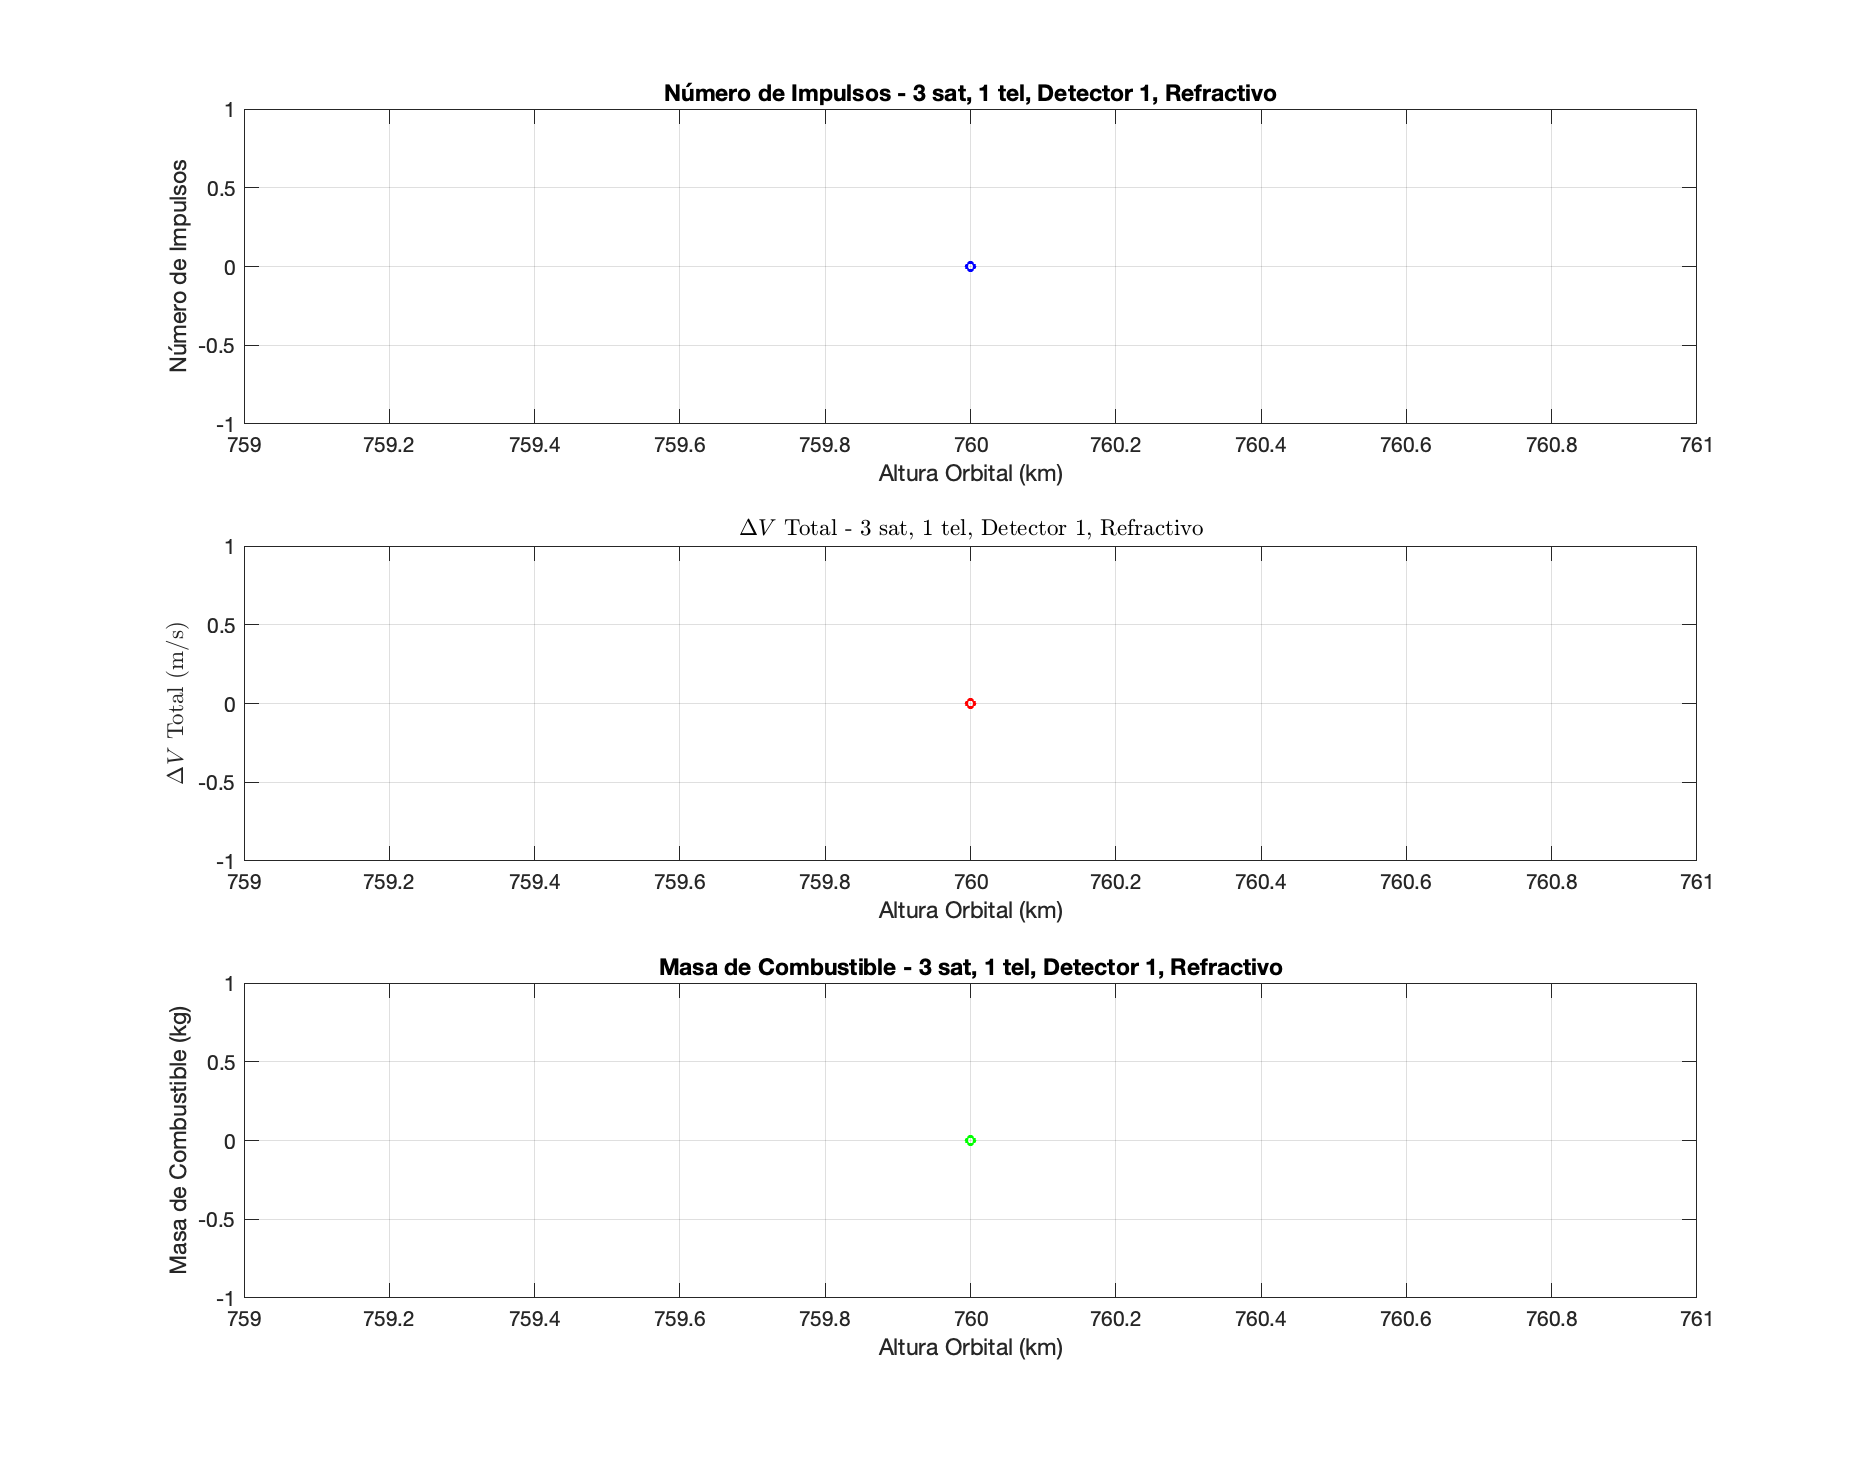 Número de Impulsos - 3 sat, 1 tel, Detector 1, Refractivo
Número de Impulsos
1
0.5
0
-0.5
-1
759 759.2 759.4 759.6 759.8 760 760.2 760.4 760.6 760.8 761
Altura Orbital (km)
ΔV Total - 3 sat, 1 tel, Detector 1, Refractivo
ΔV Total (m/s)
1
0.5
0
-0.5
-1
759 759.2 759.4 759.6 759.8 760 760.2 760.4 760.6 760.8 761
Altura Orbital (km)
Masa de Combustible - 3 sat, 1 tel, Detector 1, Refractivo
Masa de Combustible (kg)
1
0.5
0
-0.5
-1
759 759.2 759.4 759.6 759.8 760 760.2 760.4 760.6 760.8 761
Altura Orbital (km)